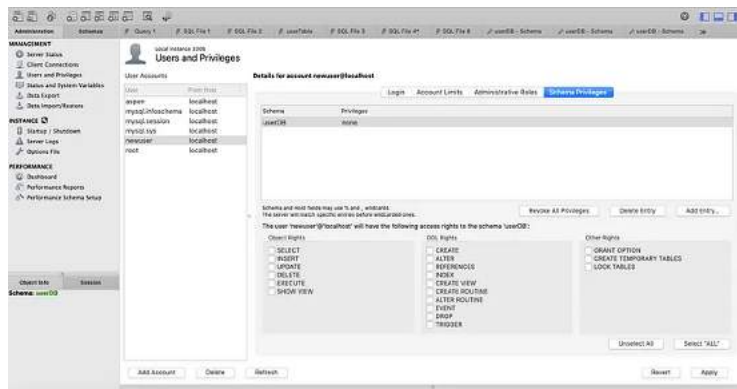 Administration Schemas Query 1 SQL File 1 SQL File 2 userTable SQL File 3 SQL File 4* SQL File 6 userDB - Schema userDB - Schema userDB - Schema
MANAGEMENT
Server Status
Client Connections
Users and Privileges
Status and System Variables
Data Export
Data Import/Restore
INSTANCE
Startup / Shutdown
Server Logs
Options File
PERFORMANCE
Dashboard
Performance Reports
Performance Schema Setup
Object Info Session
Schema: userDB
Local instance 3306
Users and Privileges
User Accounts
User From Host
aspen localhost
mysql.infoschema localhost
mysql.session localhost
mysql.sys localhost
newuser localhost
root localhost
Add Account Delete Refresh
Details for account newuser@localhost
Login Account Limits Administrative Roles Schema Privileges
Schema Privileges
userDB none
Schema and Host fields may use % and _ wildcards.
The server will match specific entries before wildcarded ones.
Revoke All Privileges Delete Entry Add Entry...
The user 'newuser'@'localhost' will have the following access rights to the schema 'userDB':
Object Rights
SELECT
INSERT
UPDATE
DELETE
EXECUTE
SHOW VIEW
DDL Rights
CREATE
ALTER
REFERENCES
INDEX
CREATE VIEW
CREATE ROUTINE
ALTER ROUTINE
EVENT
DROP
TRIGGER
Other Rights
GRANT OPTION
CREATE TEMPORARY TABLES
LOCK TABLES
Unselect All Select "ALL"
Revert Apply